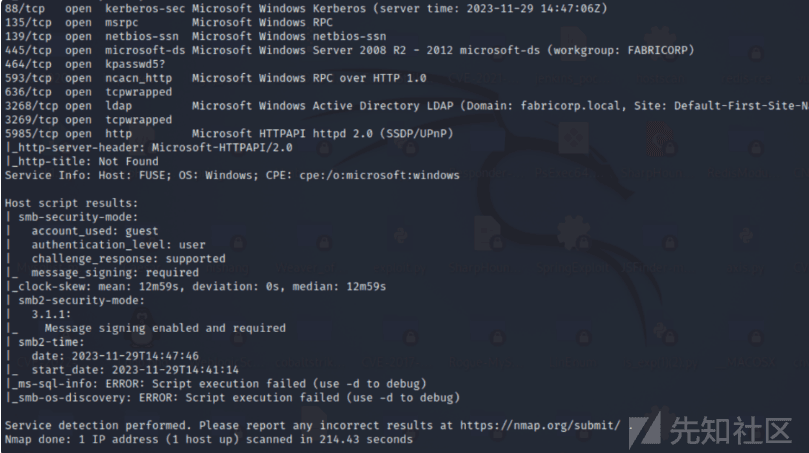 88/tcp   open  kerberos-sec Microsoft Windows Kerberos (server time: 2023-11-29 14:47:06Z)
135/tcp  open  msrpc        Microsoft Windows RPC
139/tcp  open  netbios-ssn  Microsoft Windows netbios-ssn
445/tcp  open  microsoft-ds Microsoft Windows Server 2008 R2 - 2012 microsoft-ds (workgroup: FABRICORP)
464/tcp  open  kpasswd5?
593/tcp  open  ncacn_http   Microsoft Windows RPC over HTTP 1.0
636/tcp  open  tcpwrapped
3268/tcp open  ldap         Microsoft Windows Active Directory LDAP (Domain: fabricorp.local, Site: Default-First-Site-N
3269/tcp open  tcpwrapped
5985/tcp open  http         Microsoft HTTPAPI httpd 2.0 (SSDP/UPnP)
|_http-server-header: Microsoft-HTTPAPI/2.0
|_http-title: Not Found
Service Info: Host: FUSE; OS: Windows; CPE: cpe:/o:microsoft:windows
Host script results:
| smb-security-mode:
|   account_used: guest
|   authentication_level: user
|   challenge_response: supported
|_  message_signing: required
|_clock-skew: mean: 12m59s, deviation: 0s, median: 12m59s
| smb2-security-mode:
|   3.1.1:
|_    Message signing enabled and required
| smb2-time:
|   date: 2023-11-29T14:47:46
|_  start_date: 2023-11-29T14:41:14
|_ms-sql-info: ERROR: Script execution failed (use -d to debug)
|_smb-os-discovery: ERROR: Script execution failed (use -d to debug)
Service detection performed. Please report any incorrect results at https://nmap.org/submit/ .
Nmap done: 1 IP address (1 host up) scanned in 214.43 seconds
先知社区